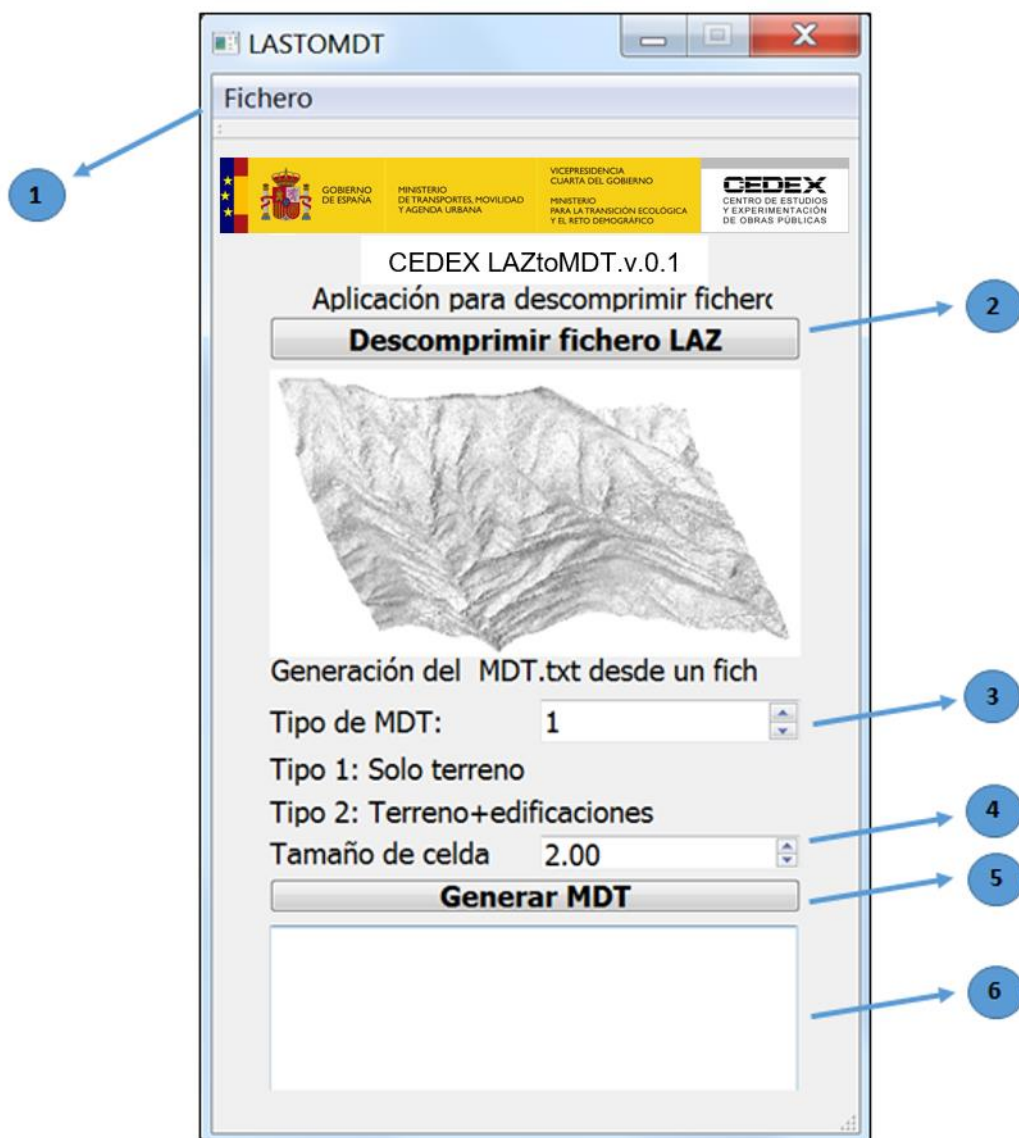 LASTOMDT
Fichero
1
GOBIERNO
DE ESPAÑA
MINISTERIO
DE TRANSPORTES, MOVILIDAD
Y AGENDA URBANA
VICEPRESIDENCIA
CUARTA DEL GOBIERNO
MINISTERIO
PARA LA TRANSICIÓN ECOLÓGICA
Y EL RETO DEMOGRÁFICO
CEDEX
CENTRO DE ESTUDIOS
Y EXPERIMENTACIÓN
DE OBRAS PÚBLICAS
CEDEX LAZtoMDT.v.0.1
Aplicación para descomprimir fichero
2
Descomprimir fichero LAZ
Generación del MDT.txt desde un fich
Tipo de MDT: 1
3
Tipo 1: Solo terreno
Tipo 2: Terreno+edificaciones
4
Tamaño de celda 2.00
5
Generar MDT
6